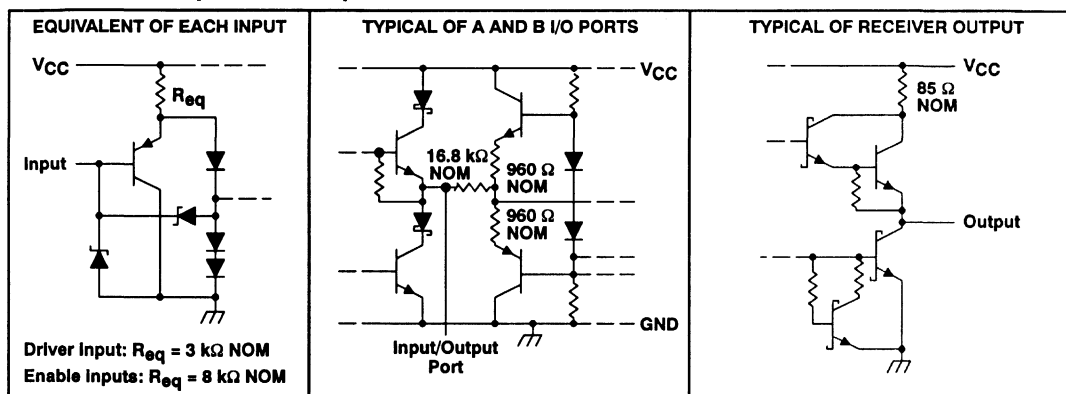 EQUIVALENT OF EACH INPUT
VCC
Req
Input
Driver Input: Req = 3 kΩ NOM
Enable Inputs: Req = 8 kΩ NOM
TYPICAL OF A AND B I/O PORTS
VCC
16.8 kΩ
NOM
960 Ω
NOM
960 Ω
NOM
GND
Input/Output
Port
TYPICAL OF RECEIVER OUTPUT
VCC
85 Ω
NOM
Output